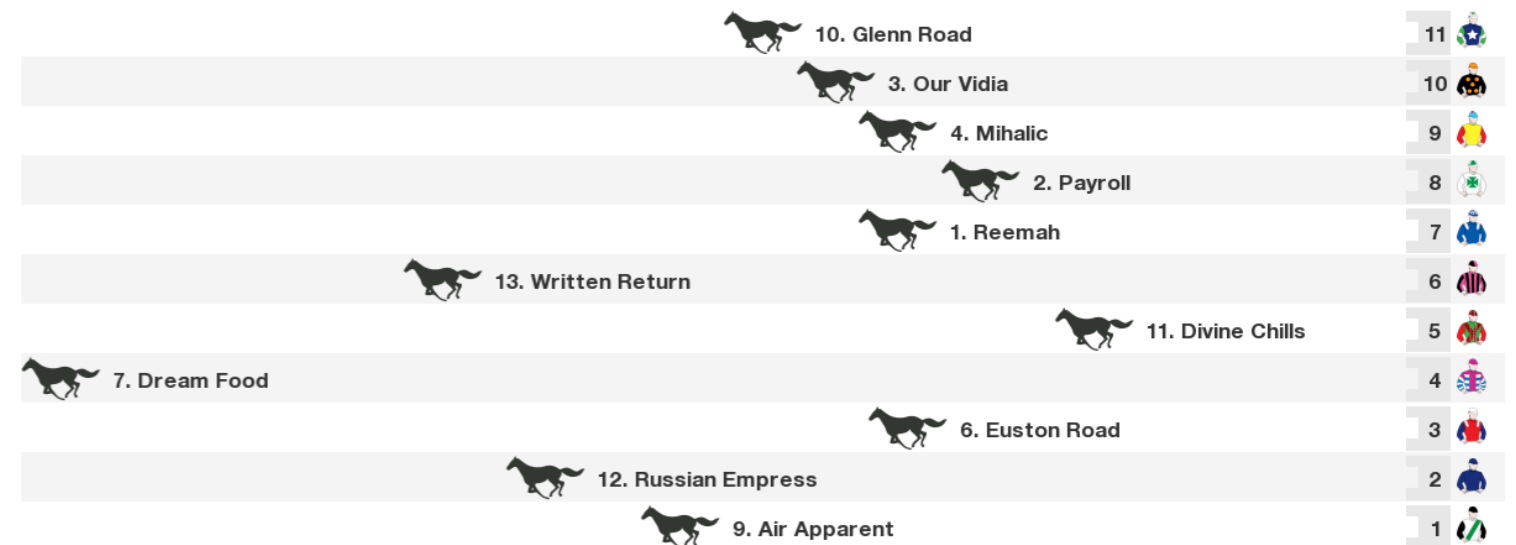 10. Glenn Road 11
3. Our Vidia 10
4. Mihalic 9
2. Payroll 8
1. Reemah 7
13. Written Return 6
11. Divine Chills 5
7. Dream Food 4
6. Euston Road 3
12. Russian Empress 2
9. Air Apparent 1